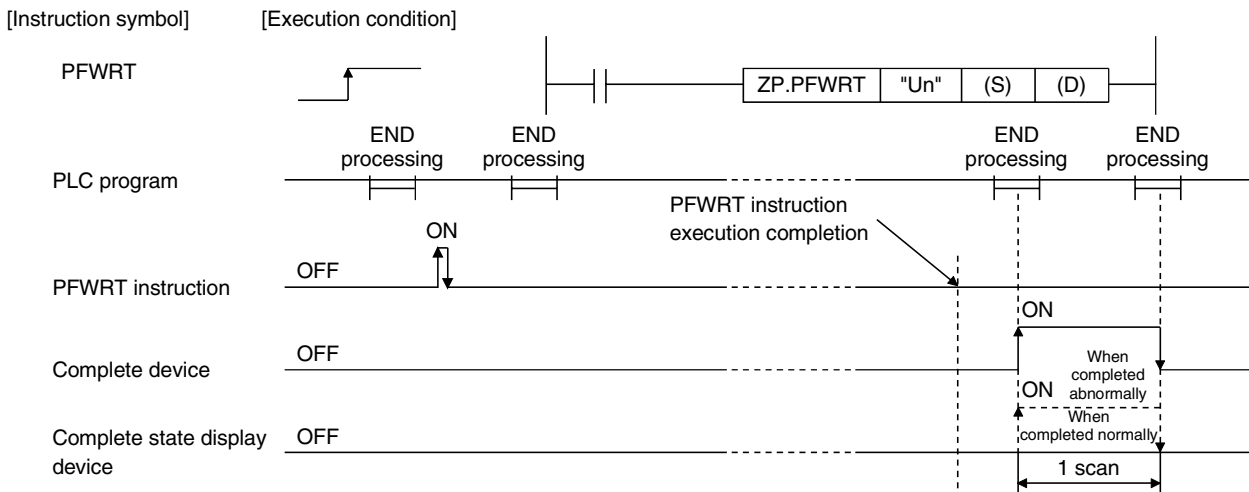 [Instruction symbol] [Execution condition]
PFWRT
ZP.PFWRT "Un" (S) (D)
END processing
END processing
END processing
END processing
PLC program
PFWRT instruction
execution completion
ON
OFF
PFWRT instruction
ON
OFF
Complete device
When
completed
abnormally
ON
When
completed normally
OFF
Complete state display
device
1 scan